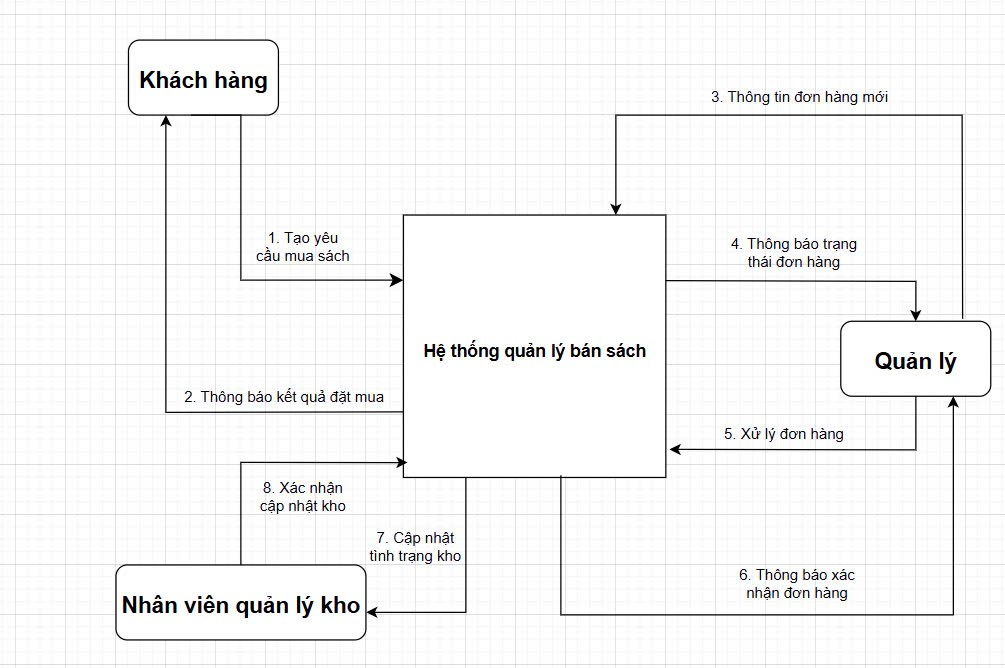 Khách hàng
3. Thông tin đơn hàng mới
1. Tạo yêu
cầu mua sách
4. Thông báo trạng
thái đơn hàng
Hệ thống quản lý bán sách
Quản lý
2. Thông báo kết quả đặt mua
5. Xử lý đơn hàng
8. Xác nhận
cập nhật kho
7. Cập nhật
tình trạng kho
6. Thông báo xác
nhận đơn hàng
Nhân viên quản lý kho